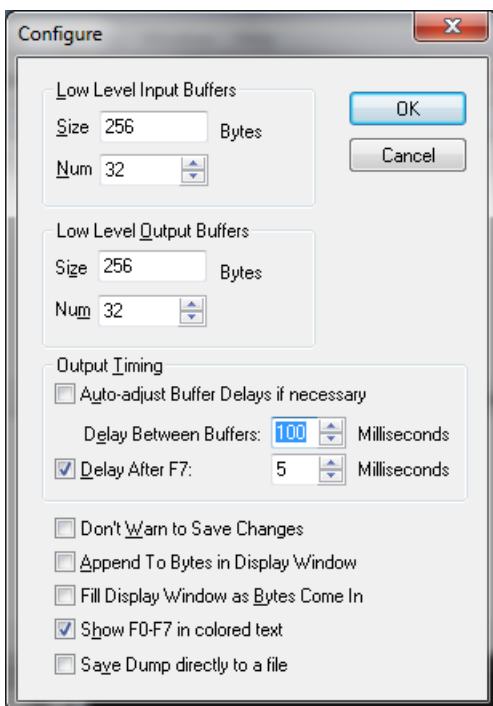 Configure
Low Level Input Buffers
Size 256 Bytes
Num 32
OK
Cancel
Low Level Output Buffers
Size 256 Bytes
Num 32
Output Timing
Auto-adjust Buffer Delays if necessary
Delay Between Buffers: 100 Milliseconds
Delay After F7: 5 Milliseconds
Don't Warn to Save Changes
Append To Bytes in Display Window
Fill Display Window as Bytes Come In
Show F0-F7 in colored text
Save Dump directly to a file